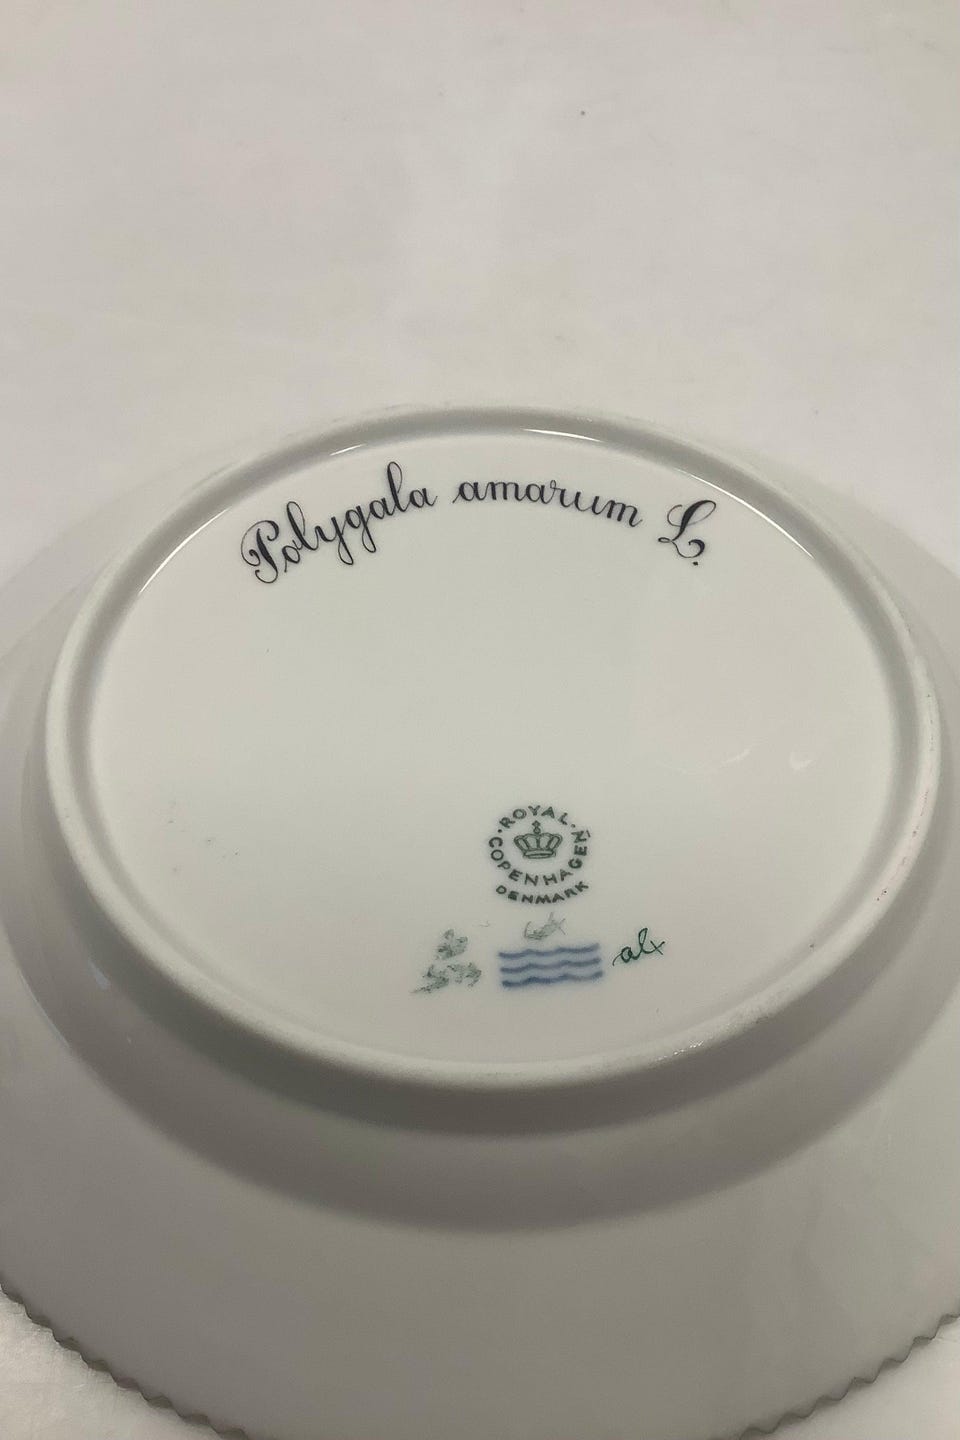 Polygala amarum L.
ROYAL
COPENHAGEN
DENMARK